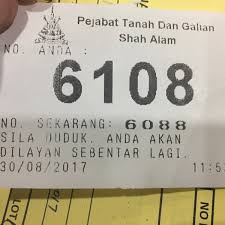 Pejabat Tanah Dan Galian
Shah Alam
NO. ANDA :
6108
NO. SEKARANG: 6088
SILA DUDUK. ANDA AKAN
DILAYAN SEBENTAR LAGI.
30/08/2017